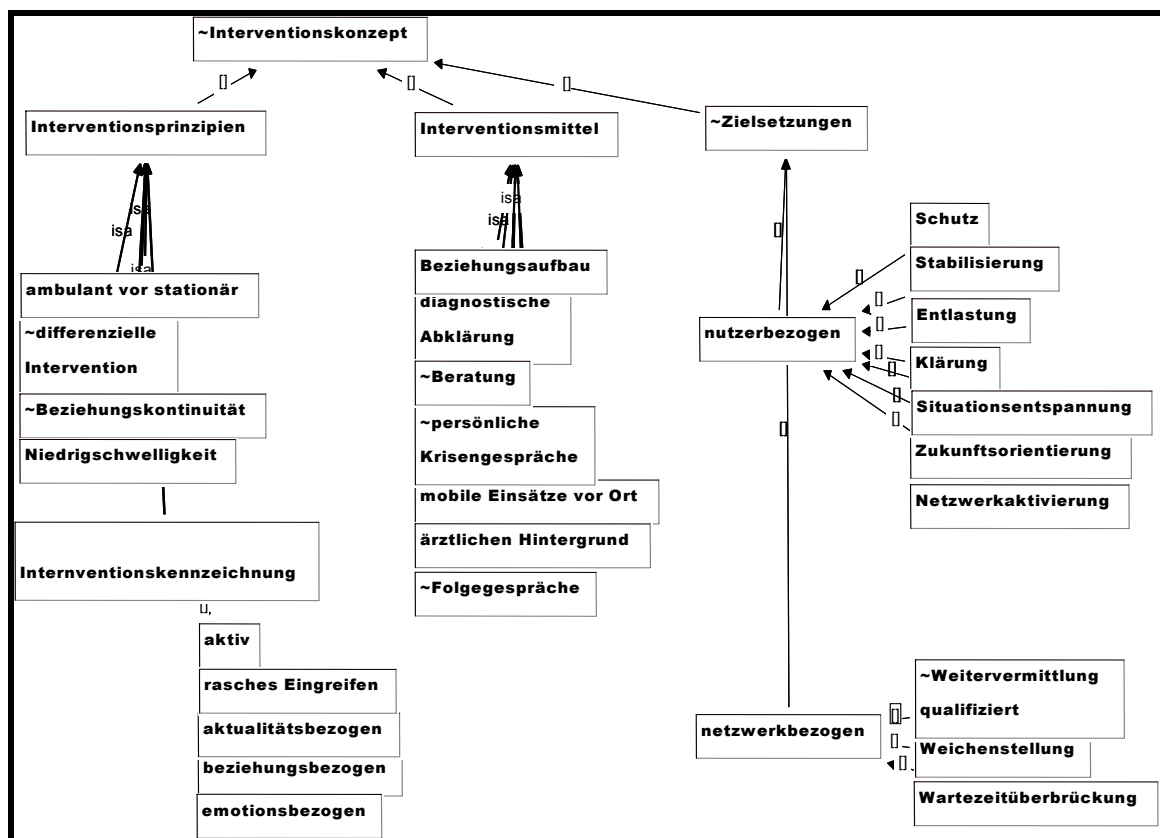 ~Interventionskonzept
[]
[]
[]
Interventionsprinzipien
Interventionsmittel
~Zielsetzungen
isa
isa
isa
ambulant vor stationär
~differenzielle
Intervention
~Beziehungskontinuität
Niedrigschwelligkeit
Internventionskennzeichnung
[],
aktiv
rasches Eingreifen
aktualitätsbezogen
beziehungsbezogen
emotionsbezogen
isa
isa
Beziehungsaufbau
diagnostische
Abklärung
~Beratung
~persönliche
Krisengespräche
mobile Einsätze vor Ort
ärztlichen Hintergrund
~Folgegespräche
[]
nutzerbezogen
[]
[]
[]
[]
[]
[]
[]
[]
Schutz
Stabilisierung
Entlastung
Klärung
Situationsentspannung
Zukunftsorientierung
Netzwerkaktivierung
netzwerkbezogen
[]
[]
[]
~Weitervermittlung
qualifiziert
Weichenstellung
Wartezeitüberbrückung